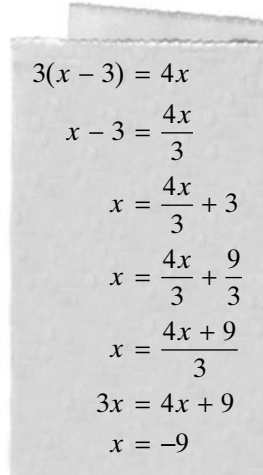 3(x – 3) = 4x
x – 3 = 4x/3
x = 4x/3 + 3
x = 4x/3 + 9/3
x = (4x + 9)/3
3x = 4x + 9
x = –9